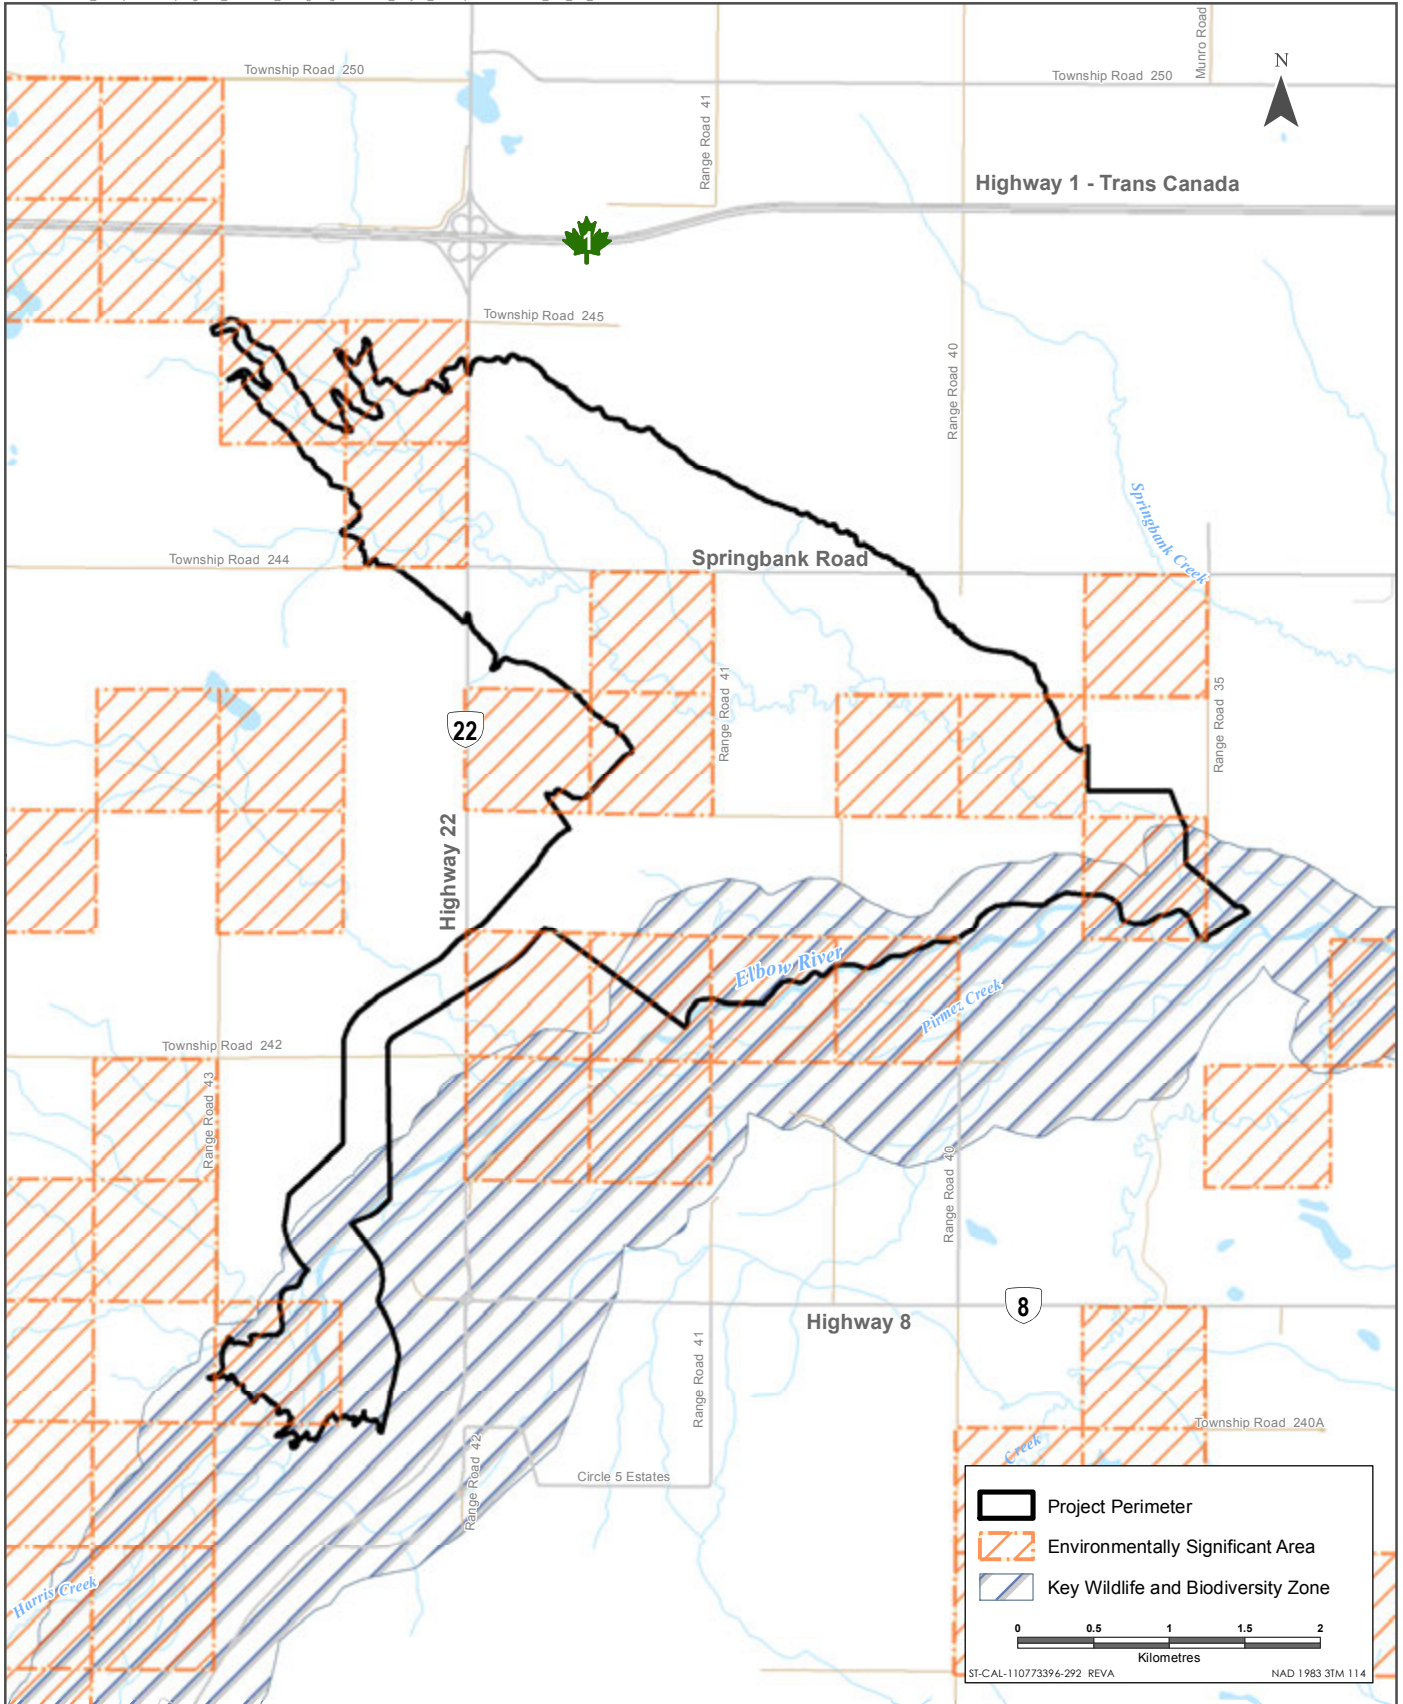 Munro Road
Township Road 250
Township Road 250
N
Range Road 41
Highway 1 - Trans Canada
1
Township Road 245
Range Road 40
Springbank Creek
Township Road 244
Springbank Road
Range Road 41
Range Road 35
22
Highway 22
Elbow River
Pirmez Creek
Township Road 242
Range Road 43
Range Road 40
8
Highway 8
Range Road 41
Township Road 240A
Range Road 42
Creek
Circle 5 Estates
Harris Creek
Project Perimeter
Environmentally Significant Area
Key Wildlife and Biodiversity Zone
0 0.5 1 1.5 2
Kilometres
ST-CAL-110773396-292 REVA
NAD 1983 3TM 114